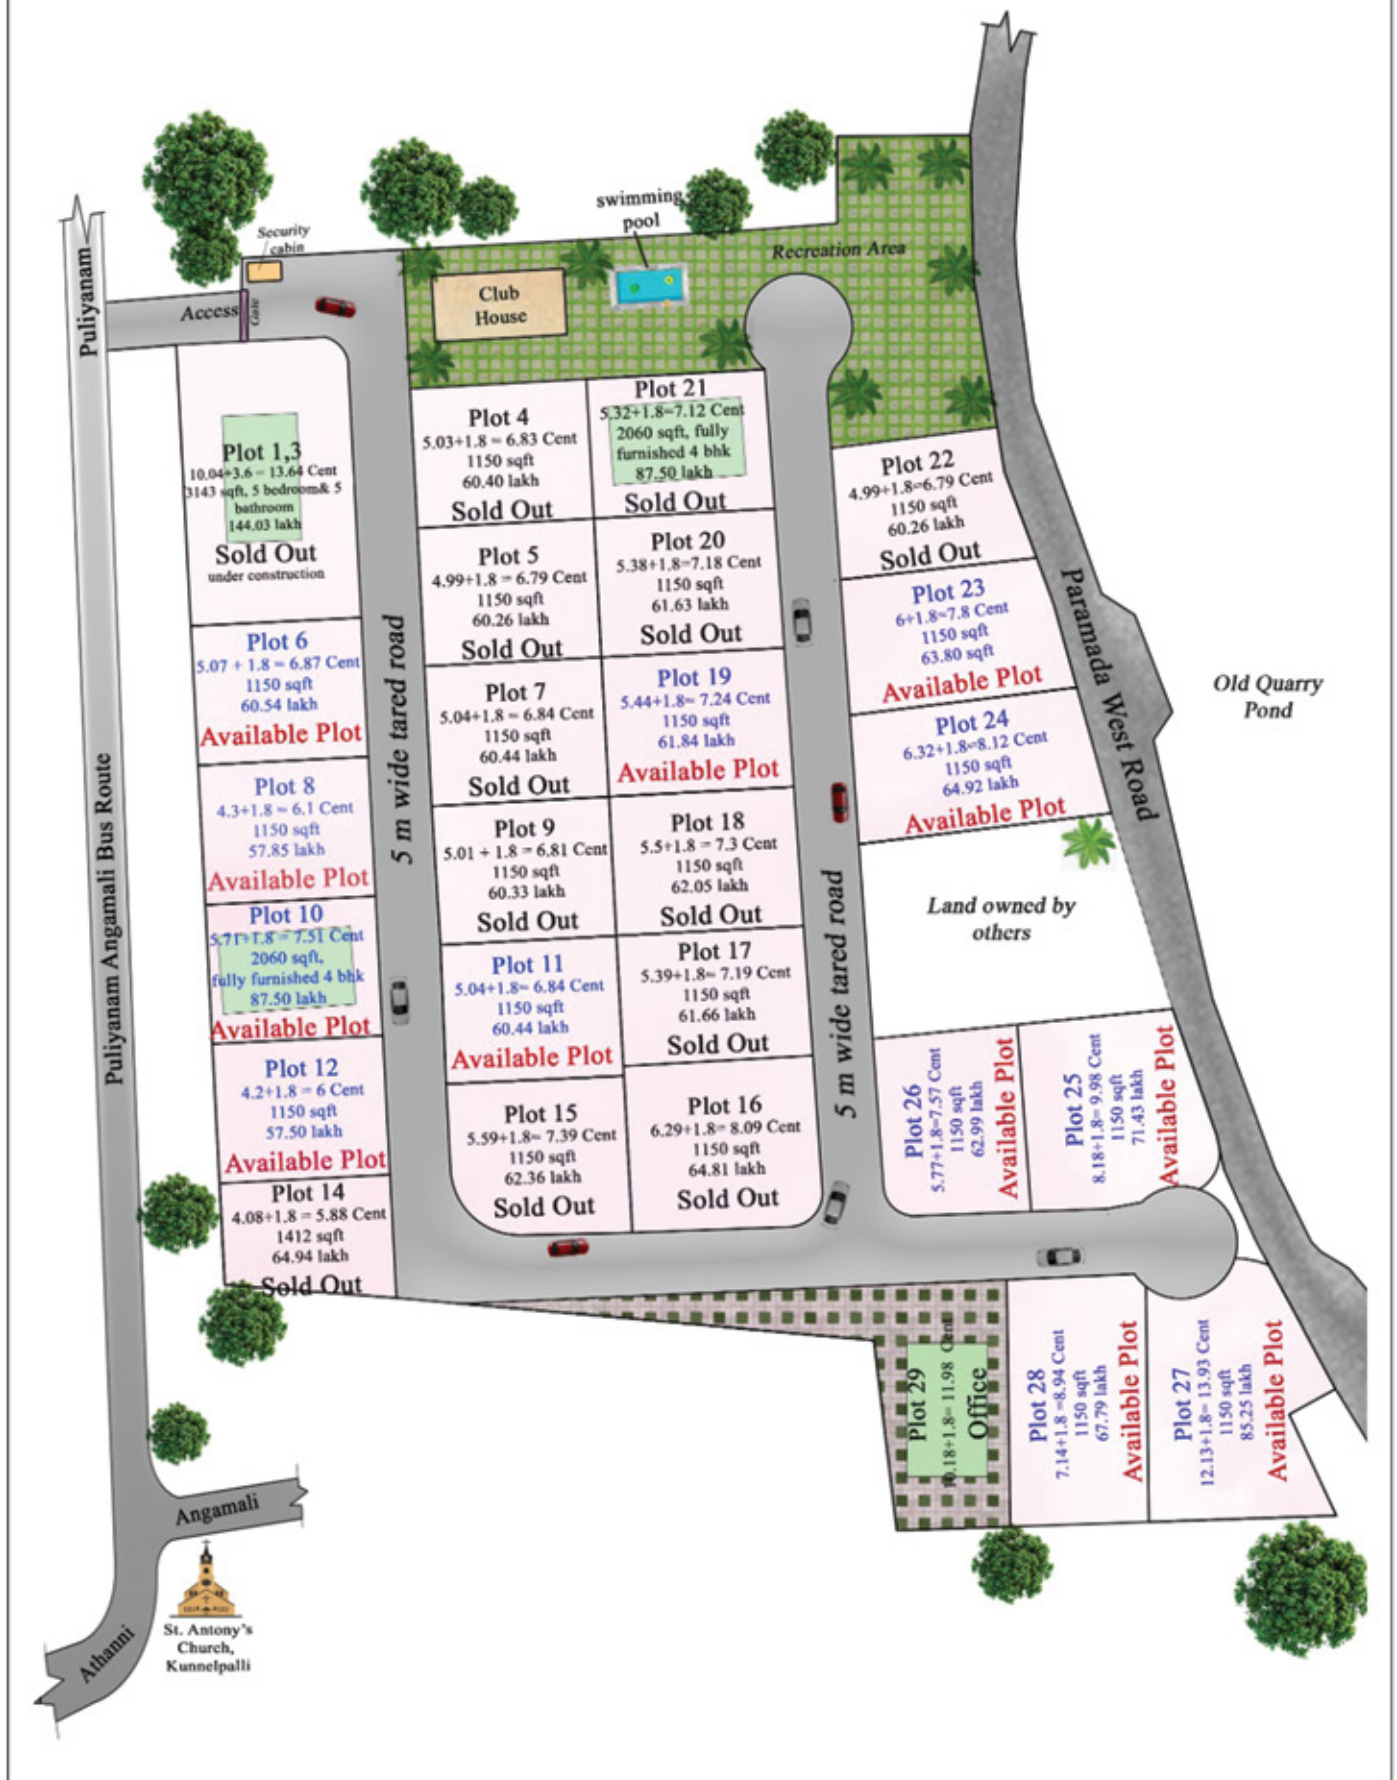 swimming
pool
Recreation Area
Security
cabin
Puliyanam
Access
Gate
Club
House
Plot 1,3
10.04+3.6 = 13.64 Cent
3143 sqft, 5 bedroom& 5
bathroom
144.03 lakh
Sold Out
under construction
Plot 4
5.03+1.8 = 6.83 Cent
1150 sqft
60.40 lakh
Sold Out
Plot 21
5.32+1.8=7.12 Cent
2060 sqft, fully
furnished 4 bhk
87.50 lakh
Sold Out
Plot 22
4.99+1.8=6.79 Cent
1150 sqft
60.26 lakh
Sold Out
Plot 5
4.99+1.8 = 6.79 Cent
1150 sqft
60.26 lakh
Sold Out
Plot 20
5.38+1.8=7.18 Cent
1150 sqft
61.63 lakh
Sold Out
Plot 23
6+1.8=7.8 Cent
1150 sqft
63.80 sqft
Available Plot
Plot 6
5.07 + 1.8 = 6.87 Cent
1150 sqft
60.54 lakh
Available Plot
5 m wide tared road
Plot 7
5.04+1.8 = 6.84 Cent
1150 sqft
60.44 lakh
Sold Out
Plot 19
5.44+1.8= 7.24 Cent
1150 sqft
61.84 lakh
Available Plot
Plot 24
6.32+1.8=8.12 Cent
1150 sqft
64.92 lakh
Available Plot
Paramada West Road
Old Quarry
Pond
Puliyanam Angamali Bus Route
Plot 8
4.3+1.8 = 6.1 Cent
1150 sqft
57.85 lakh
Available Plot
Plot 9
5.01 + 1.8 = 6.81 Cent
1150 sqft
60.33 lakh
Sold Out
Plot 18
5.5+1.8 = 7.3 Cent
1150 sqft
62.05 lakh
Sold Out
5 m wide tared road
Land owned by
others
Plot 10
5.71+1.8 = 7.51 Cent
2060 sqft,
fully furnished 4 bhk
87.50 lakh
Available Plot
Plot 11
5.04+1.8= 6.84 Cent
1150 sqft
60.44 lakh
Available Plot
Plot 17
5.39+1.8= 7.19 Cent
1150 sqft
61.66 lakh
Sold Out
Plot 12
4.2+1.8 = 6 Cent
1150 sqft
57.50 lakh
Available Plot
Plot 15
5.59+1.8= 7.39 Cent
1150 sqft
62.36 lakh
Sold Out
Plot 16
6.29+1.8= 8.09 Cent
1150 sqft
64.81 lakh
Sold Out
Plot 26
5.77+1.8=7.57 Cent
1150 sqft
62.99 lakh
Available Plot
Plot 25
8.18+1.8= 9.98 Cent
1150 sqft
71.43 lakh
Available Plot
Plot 14
4.08+1.8 = 5.88 Cent
1412 sqft
64.94 lakh
Sold Out
Plot 29
10.18+1.8= 11.98 Cent
Office
Plot 28
7.14+1.8 =8.94 Cent
1150 sqft
67.79 lakh
Available Plot
Plot 27
12.13+1.8= 13.93 Cent
1150 sqft
85.25 lakh
Available Plot
Angamali
Athanni
St. Antony's
Church,
Kunnelpalli